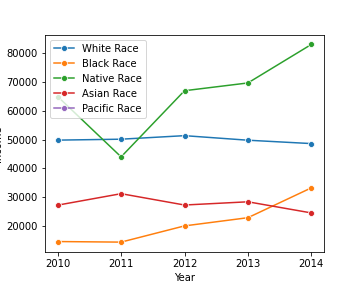 White Race
Black Race
Native Race
Asian Race
Pacific Race
80000
70000
60000
50000
40000
30000
20000
2010
2011
2012
2013
2014
Year